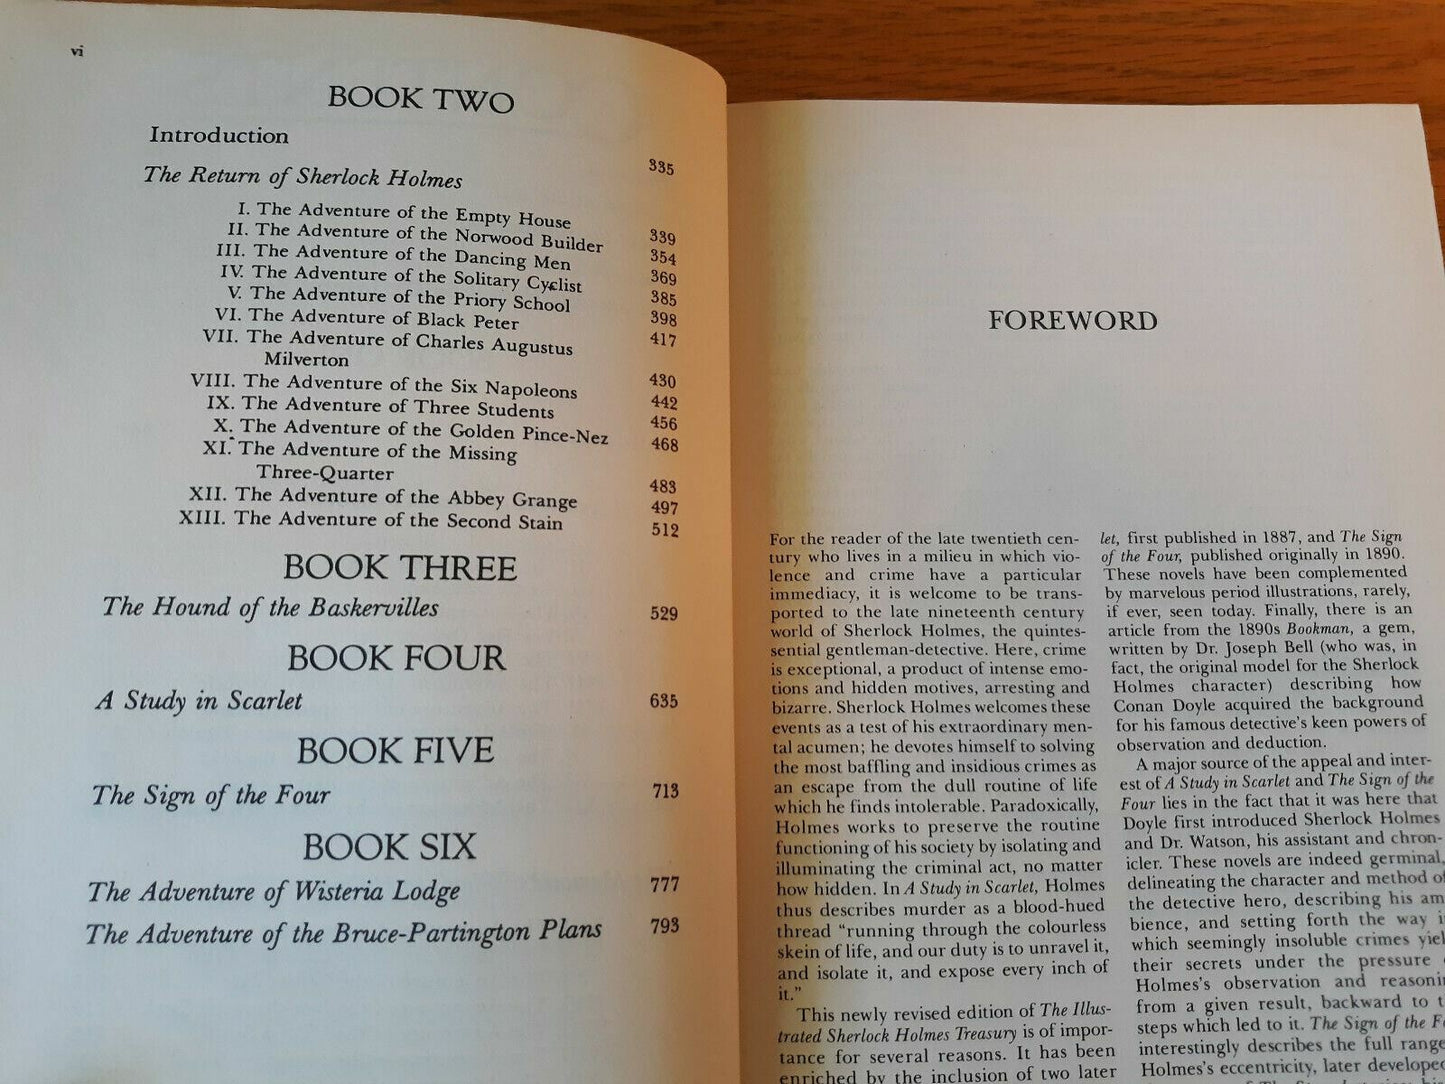 vi
BOOK TWO
Introduction 335
The Return of Sherlock Holmes
I. The Adventure of the Empty House 339
II. The Adventure of the Norwood Builder 354
III. The Adventure of the Dancing Men 369
IV. The Adventure of the Solitary Cyclist 385
V. The Adventure of the Priory School 398
VI. The Adventure of Black Peter 417
VII. The Adventure of Charles Augustus
Milverton 430
VIII. The Adventure of the Six Napoleons 442
IX. The Adventure of Three Students 456
X. The Adventure of the Golden Pince-Nez 468
XI. The Adventure of the Missing
Three-Quarter 483
XII. The Adventure of the Abbey Grange 497
XIII. The Adventure of the Second Stain 512
BOOK THREE
The Hound of the Baskervilles 529
BOOK FOUR
A Study in Scarlet 635
BOOK FIVE
The Sign of the Four 713
BOOK SIX
The Adventure of Wisteria Lodge 777
The Adventure of the Bruce-Partington Plans 793
FOREWORD
For the reader of the late twentieth cen-
tury who lives in a milieu in which vio-
lence and crime have a particular
immediacy, it is welcome to be trans-
ported to the late nineteenth century
world of Sherlock Holmes, the quintes-
sential gentleman-detective. Here, crime
is exceptional, a product of intense emo-
tions and hidden motives, arresting and
bizarre. Sherlock Holmes welcomes these
events as a test of his extraordinary men-
tal acumen; he devotes himself to solving
the most baffling and insidious crimes as
an escape from the dull routine of life
which he finds intolerable. Paradoxically,
Holmes works to preserve the routine
functioning of his society by isolating and
illuminating the criminal act, no matter
how hidden. In A Study in Scarlet, Holmes
thus describes murder as a blood-hued
thread "running through the colourless
skein of life, and our duty is to unravel it,
and isolate it, and expose every inch of
it."
This newly revised edition of The Illus-
trated Sherlock Holmes Treasury is of impor-
tance for several reasons. It has been
enriched by the inclusion of two later
let, first published in 1887, and The Sign
of the Four, published originally in 1890.
These novels have been complemented
by marvelous period illustrations, rarely,
if ever, seen today. Finally, there is an
article from the 1890s Bookman, a gem,
written by Dr. Joseph Bell (who was, in
fact, the original model for the Sherlock
Holmes character) describing how
Conan Doyle acquired the background
for his famous detective's keen powers of
observation and deduction.
A major source of the appeal and inter-
est of A Study in Scarlet and The Sign of the
Four lies in the fact that it was here that
Doyle first introduced Sherlock Holmes
and Dr. Watson, his assistant and chron-
icler. These novels are indeed germinal,
delineating the character and method of
the detective hero, describing his am
bience, and setting forth the way i
which seemingly insoluble crimes yiel
their secrets under the pressure
Holmes's observation and reasoni
from a given result, backward to t
steps which led to it. The Sign of the Fo
interestingly describes the full range
Holmes's eccentricity, later developed